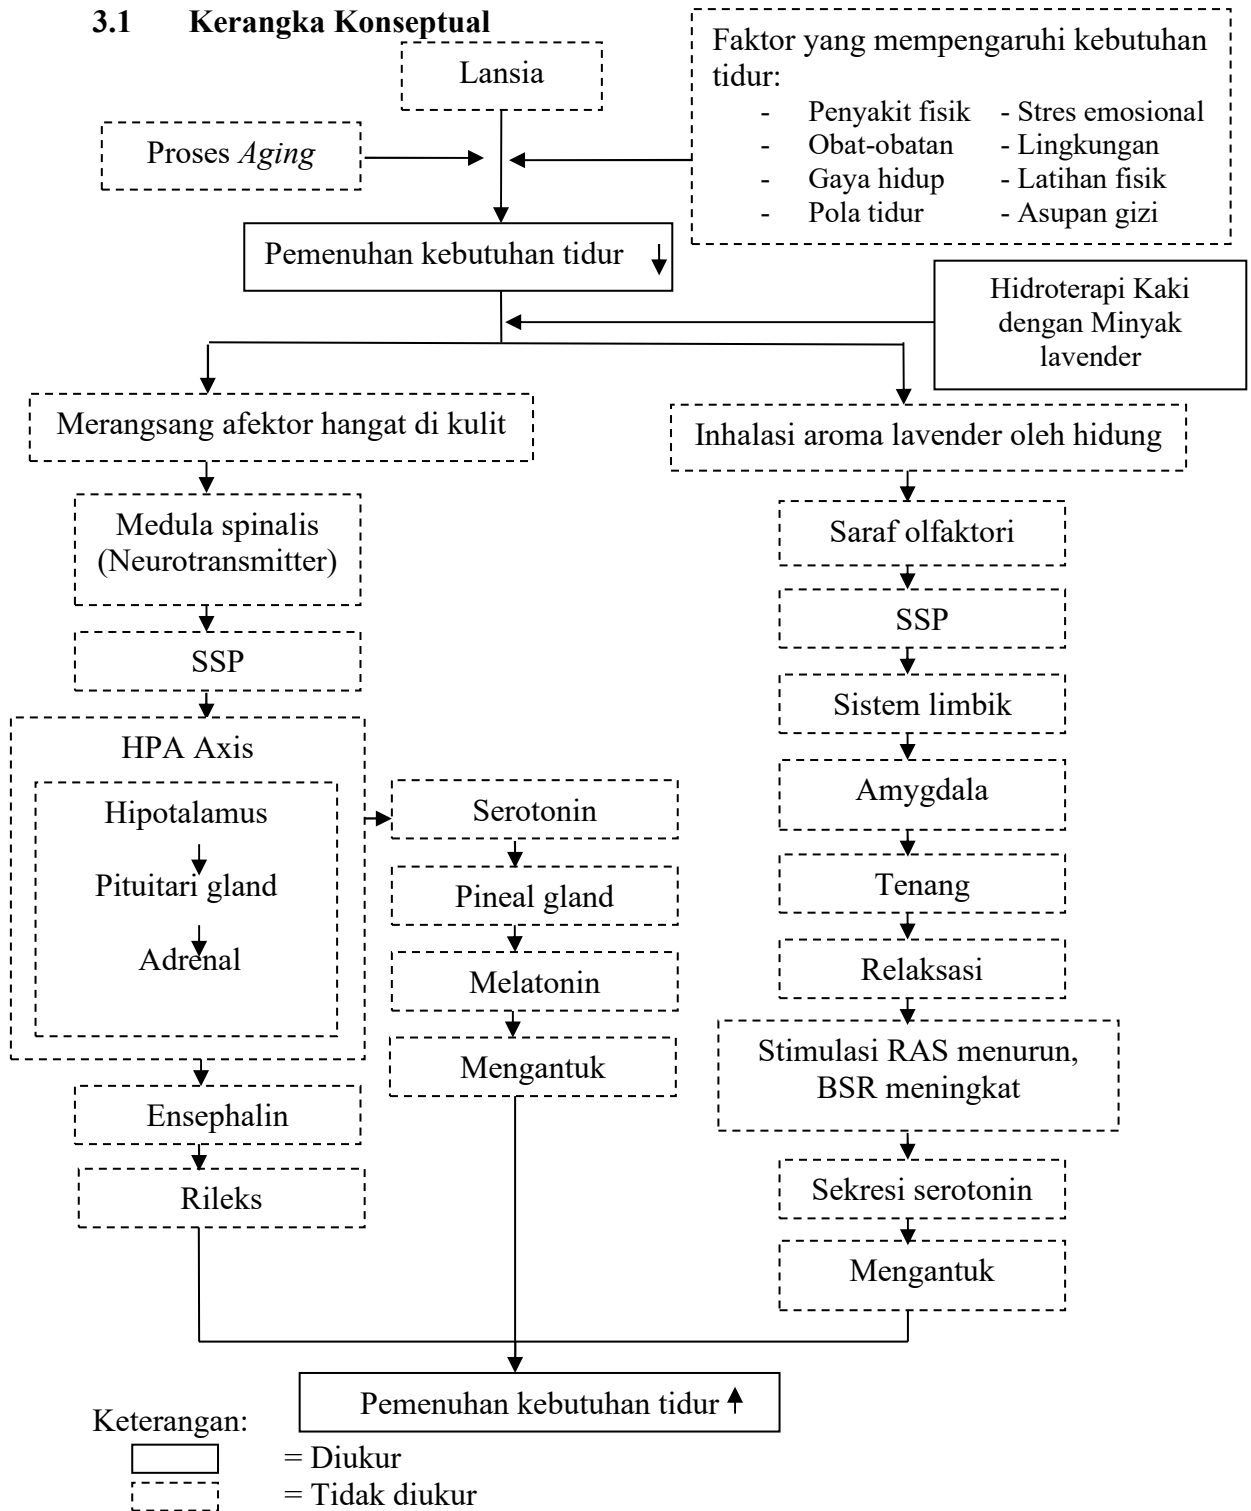 3.1 Kerangka Konseptual
Lansia
Faktor yang mempengaruhi kebutuhan
tidur:
- Penyakit fisik - Stres emosional
- Obat-obatan - Lingkungan
- Gaya hidup - Latihan fisik
- Pola tidur - Asupan gizi
Proses Aging
Pemenuhan kebutuhan tidur
Hidroterapi Kaki
dengan Minyak
lavender
Merangsang afektor hangat di kulit
Medula spinalis
(Neurotransmitter)
SSP
HPA Axis
Hipotalamus
Pituitari gland
Adrenal
Ensephalin
Rileks
Serotonin
Pineal gland
Melatonin
Mengantuk
Inhalasi aroma lavender oleh hidung
Saraf olfaktori
SSP
Sistem limbik
Amygdala
Tenang
Relaksasi
Stimulasi RAS menurun,
BSR meningkat
Sekresi serotonin
Mengantuk
Pemenuhan kebutuhan tidur
Keterangan:
= Diukur
= Tidak diukur